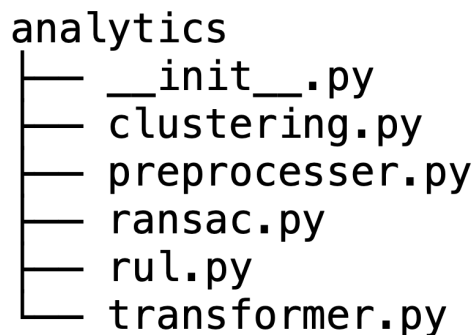 analytics
├── __init__.py
├── clustering.py
├── preprocesser.py
├── ransac.py
├── rul.py
└── transformer.py